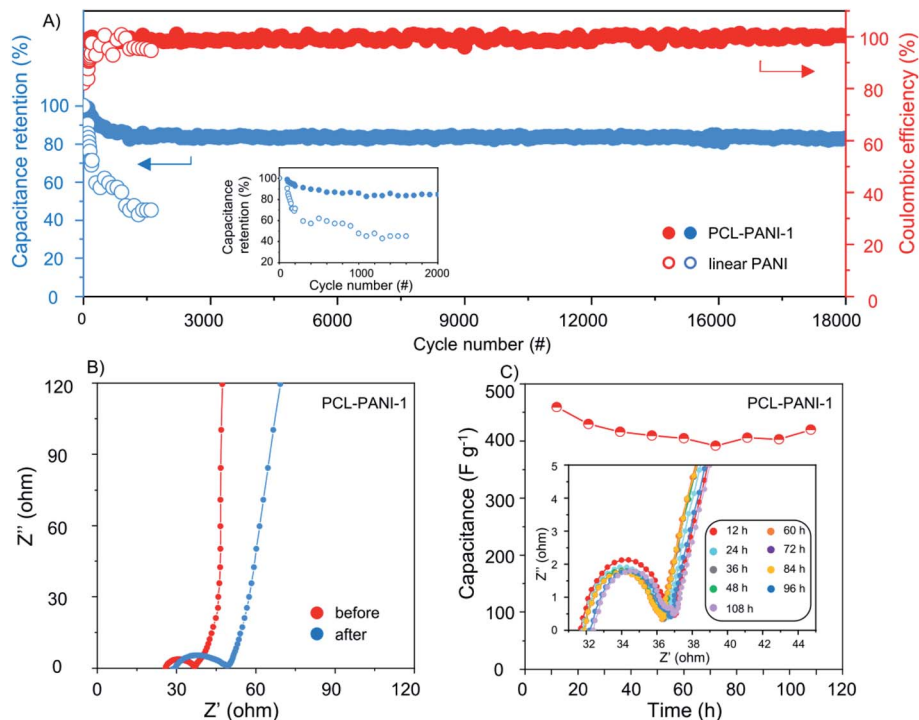 A)
Capacitance retention (%)
100
80
60
40
20
0
Coulombic efficiency (%)
100
80
60
40
20
0
Capacitance
retention (%)
100
80
60
40
20
0
1000
2000
Cycle number (#)
PCL-PANI-1
linear PANI
0
3000
6000
9000
12000
16000
18000
Cycle number (#)
B)
PCL-PANI-1
Z'' (ohm)
120
90
60
30
0
before
after
0
30
60
90
120
Z' (ohm)
C)
PCL-PANI-1
Capacitance (F g⁻¹)
500
400
300
200
100
0
Z'' (ohm)
5
4
3
2
1
0
12 h
60 h
24 h
72 h
36 h
84 h
48 h
96 h
108 h
32
34
36
38
40
42
44
Z' (ohm)
0
20
40
60
80
100
120
Time (h)